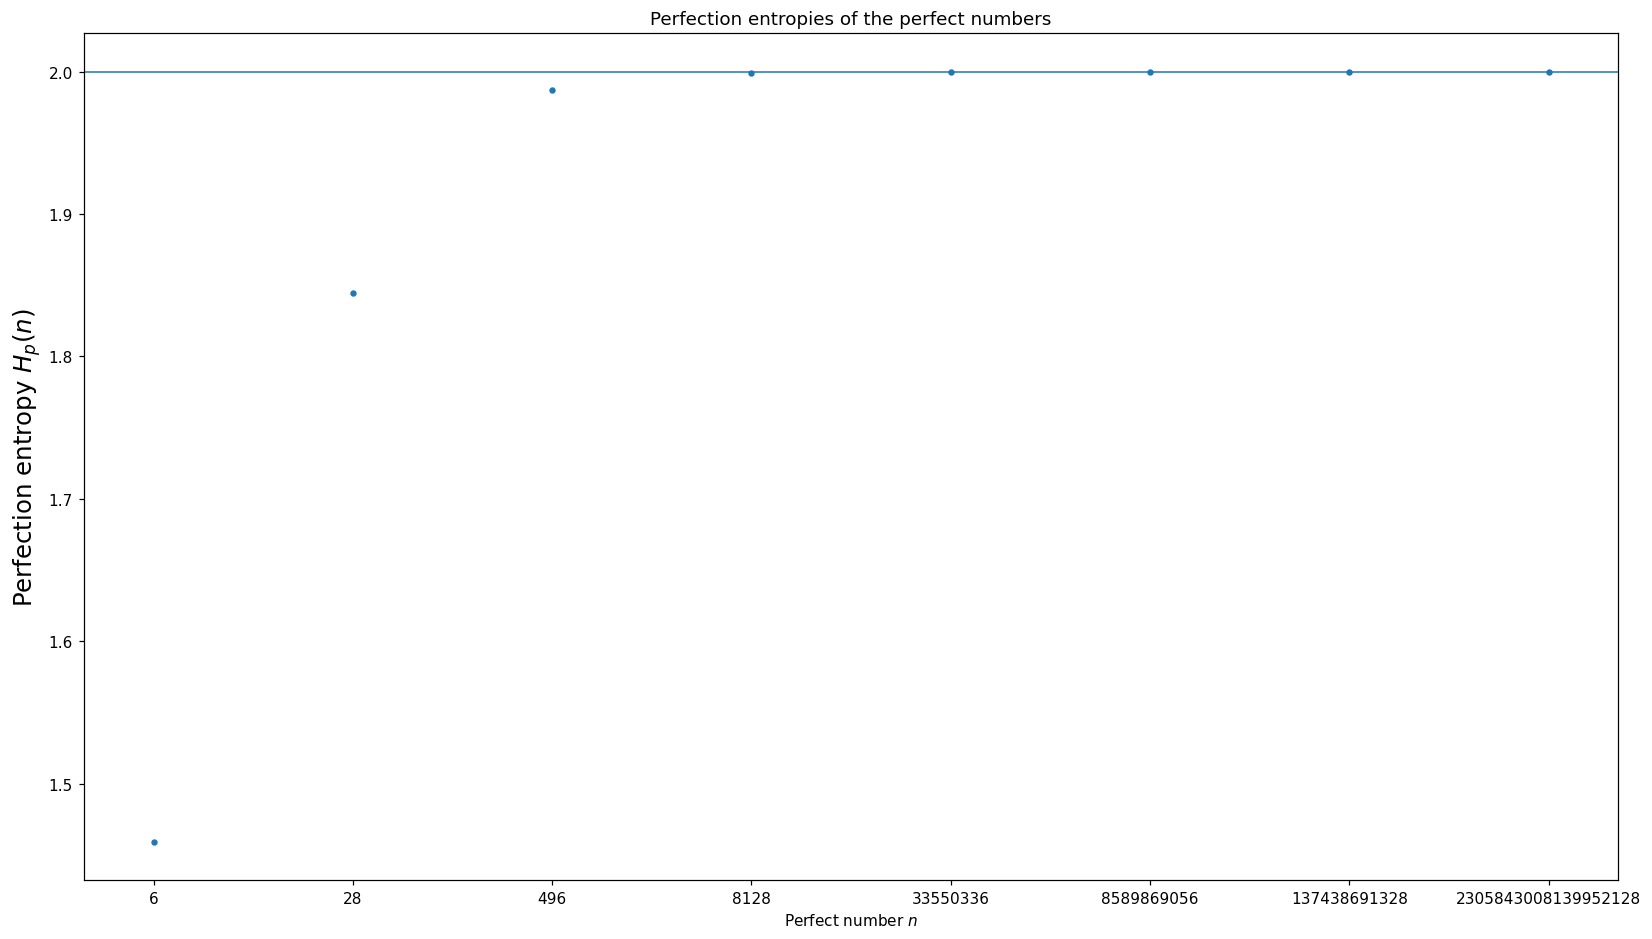 Perfection entropies of the perfect numbers
Perfection entropy Hp(n)
2.0
1.9
1.8
1.7
1.6
1.5
6 28 496 8128 33550336 8589869056 137438691328 2305843008139952128
Perfect number n